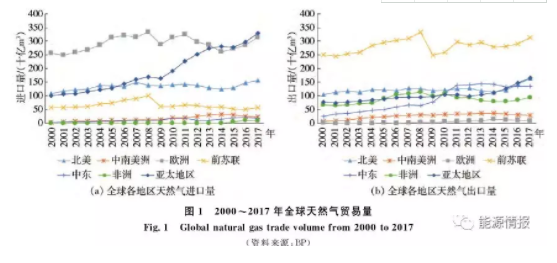 400
350
300
250
200
150
100
50
0
进口量/(十亿m³)
2000 2001 2002 2003 2004 2005 2006 2007 2008 2009 2010 2011 2012 2013 2014 2015 2016 2017 年
北美 中南美洲 欧洲 前苏联
中东 非洲 亚太地区
(a) 全球各地区天然气进口量
400
350
300
250
200
150
100
50
0
出口量/(十亿m³)
2000 2001 2002 2003 2004 2005 2006 2007 2008 2009 2010 2011 2012 2013 2014 2015 2016 2017 年
北美 中南美洲 欧洲 前苏联
中东 非洲 亚太地区
(b) 全球各地区天然气出口量
图 1 2000～2017 年全球天然气贸易量
Fig. 1 Global natural gas trade volume from 2000 to 2017
(资料来源:BP)
能源情报